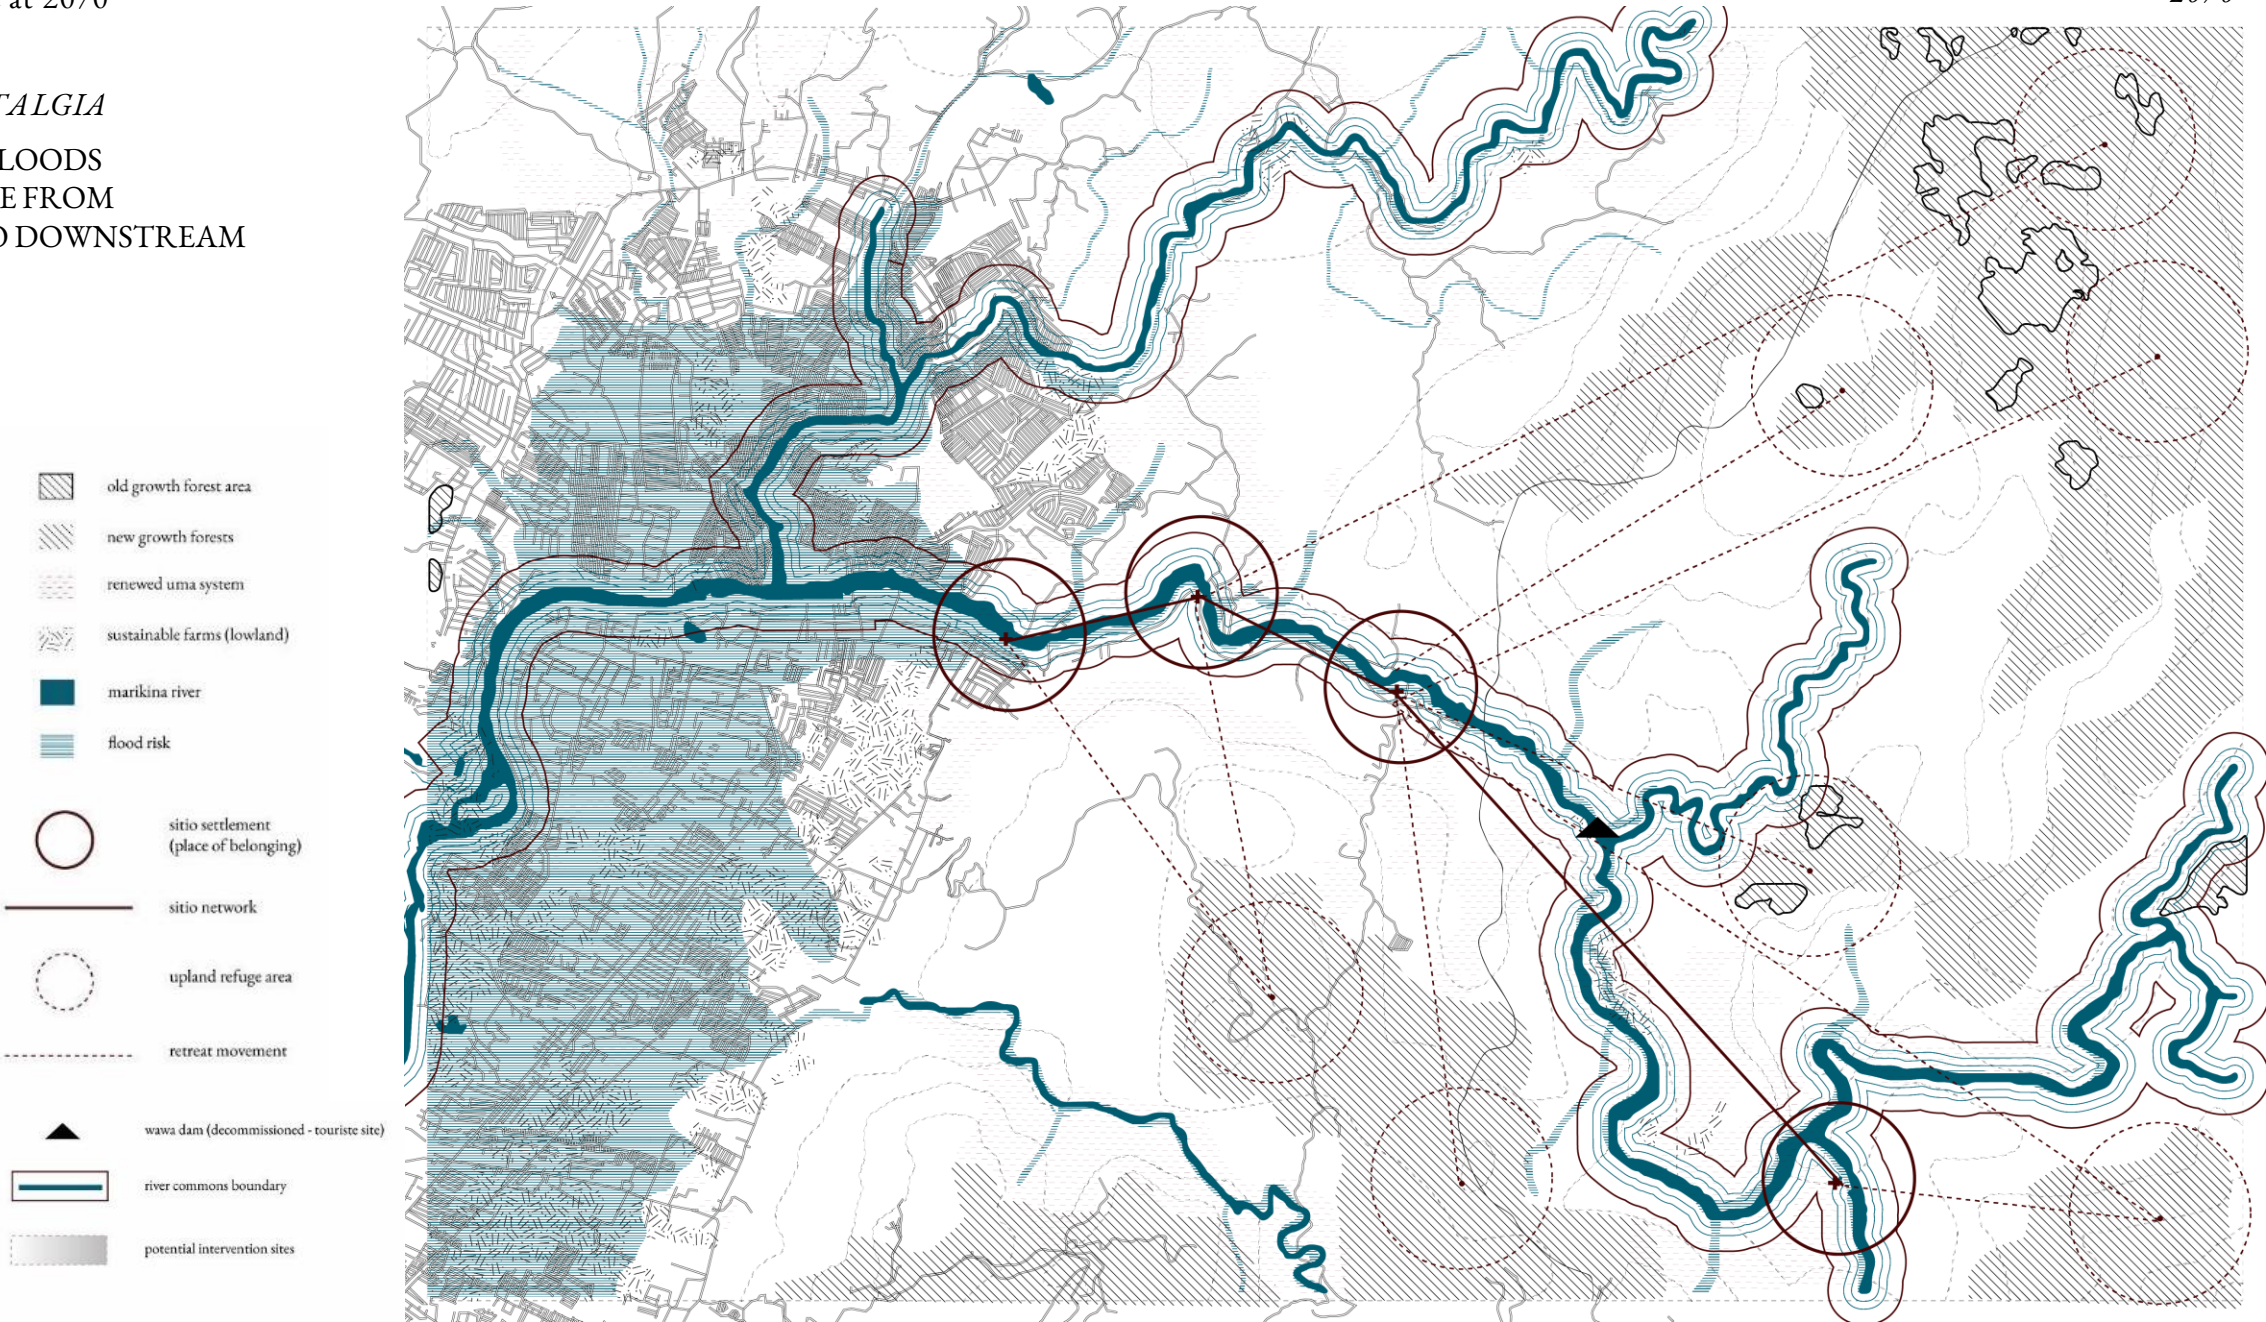 at 2070
2070
TALGIA
LOODS
E FROM
DOWNSTREAM
old growth forest area
new growth forests
renewed uma system
sustainable farms (lowland)
marikina river
flood risk
sitio settlement
(place of belonging)
sitio network
upland refuge area
retreat movement
wawa dam (decommissioned - touriste site)
river commons boundary
potential intervention sites